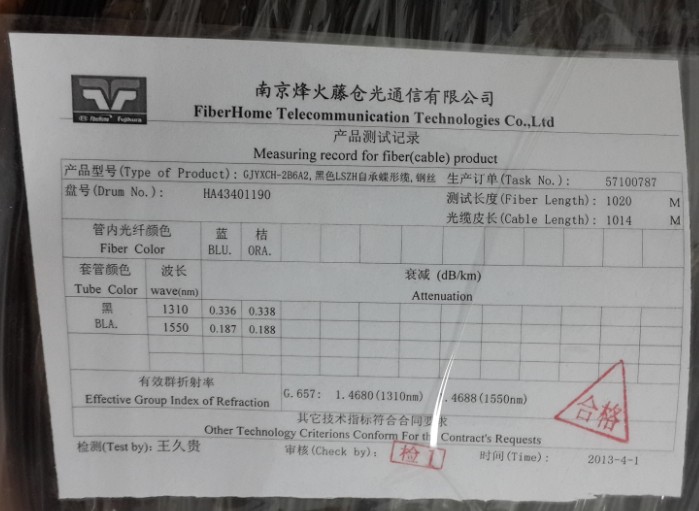 南京烽火藤仓光通信有限公司
FiberHome Telecommunication Technologies Co.,Ltd
产品测试记录
Measuring record for fiber(cable) product
产品型号(Type of Product): GJYXCH-2B6A2,黑色LSZH自承蝶形缆,钢丝 生产订单(Task No.): 57100787
盘号(Drum No.): HA43401190 测试长度(Fiber Length): 1020 M
光缆皮长(Cable Length): 1014 M
管内光纤颜色 蓝 桔
Fiber Color BLU. ORA.
套管颜色 波长 衰减 (dB/km)
Tube Color wave(nm) Attenuation
黑 1310 0.336 0.338
BLA. 1550 0.187 0.188
有效群折射率
Effective Group Index of Refraction G.657: 1.4680(1310nm) .4688(1550nm)
合格
其它技术指标符合合同要求
Other Technology Criterions Conform For the Contract's Requests
检测(Test by): 王久贵 审核(Check by): 检1 时间(Time): 2013-4-1